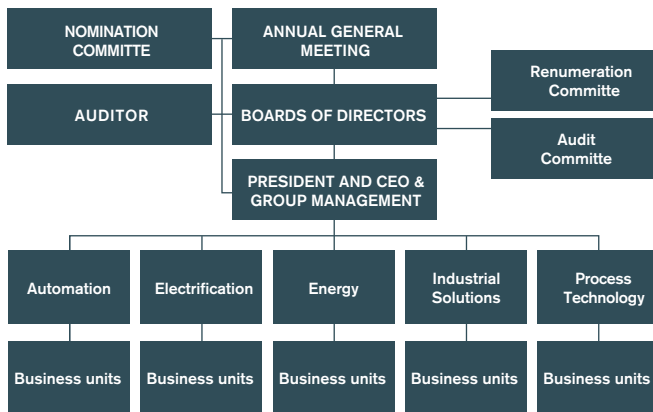 NOMINATION
COMMITTE
ANNUAL GENERAL
MEETING
Renumeration
Committe
AUDITOR
BOARDS OF DIRECTORS
Audit
Committe
PRESIDENT AND CEO &
GROUP MANAGEMENT
Automation
Electrification
Energy
Industrial
Solutions
Process
Technology
Business units
Business units
Business units
Business units
Business units